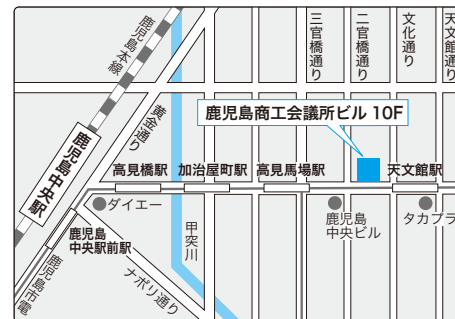 鹿児島本線
三官橋通り
二官橋通り
文化通り
天文館通り
黄金通り
鹿児島商工会議所ビル 10F
鹿児島中央駅
高見橋駅
加治屋町駅
高見馬場駅
天文館駅
ダイエー
鹿児島
中央ビル
タカプラ
鹿児島
中央駅前駅
甲突川
ナポリ通り
鹿児島市電